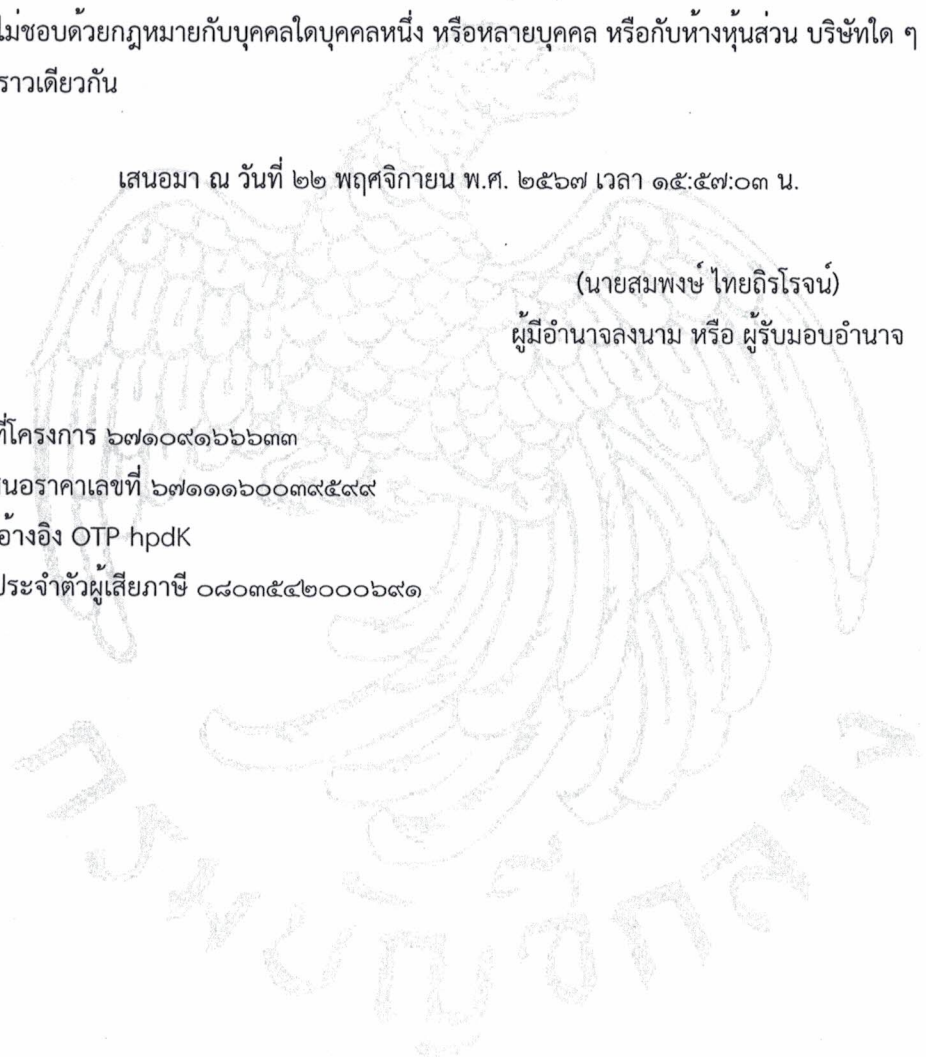 ไม่ชอบด้วยกฎหมายกับบุคคลใดบุคคลหนึ่ง หรือหลายบุคคล หรือกับห้างหุ้นส่วน บริษัทใด ๆ
ราวเดียวกัน
เสนอมา ณ วันที่ ๒๒ พฤศจิกายน พ.ศ. ๒๕๖๗ เวลา ๑๕:๕๗:๐๓ น.
(นายสมพงษ์ ไทยถิรโรจน์)
ผู้มีอำนาจลงนาม หรือ ผู้รับมอบอำนาจ
ที่โครงการ ๖๗๑๐๙๑๖๖๖๓๓
สนอราคาเลขที่ ๖๗๑๑๑๖๐๐๓๙๕๙๙
อ้างอิง OTP hpdK
ประจำตัวผู้เสียภาษี ๐๘๐๓๕๔๒๐๐๐๖๙๑
กรมบัญชีกลาง